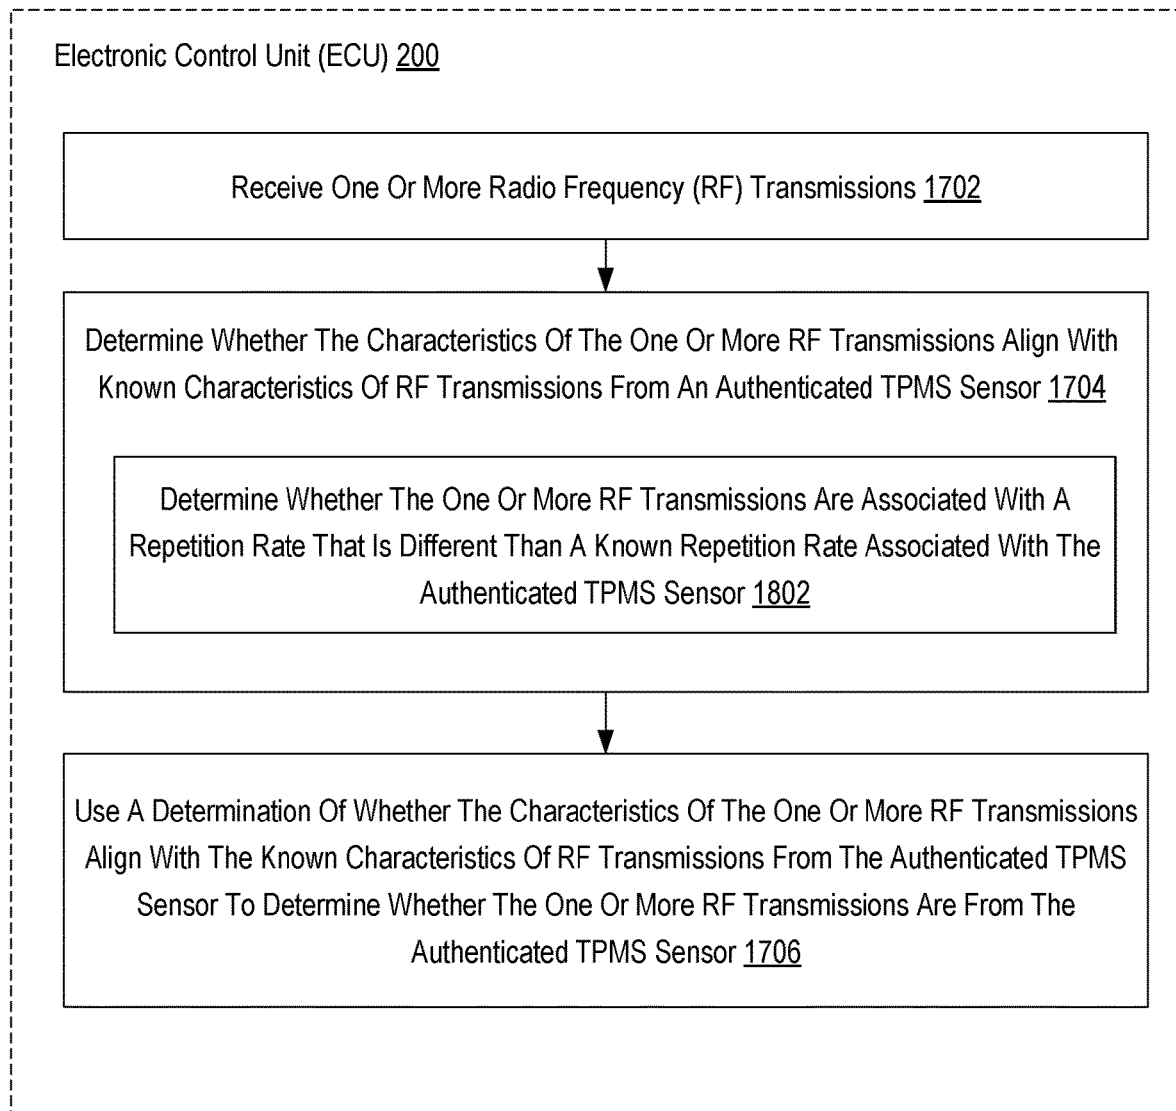 Electronic Control Unit (ECU) 200
Receive One Or More Radio Frequency (RF) Transmissions 1702
Determine Whether The Characteristics Of The One Or More RF Transmissions Align With
Known Characteristics Of RF Transmissions From An Authenticated TPMS Sensor 1704
Determine Whether The One Or More RF Transmissions Are Associated With A
Repetition Rate That Is Different Than A Known Repetition Rate Associated With The
Authenticated TPMS Sensor 1802
Use A Determination Of Whether The Characteristics Of The One Or More RF Transmissions
Align With The Known Characteristics Of RF Transmissions From The Authenticated TPMS
Sensor To Determine Whether The One Or More RF Transmissions Are From The
Authenticated TPMS Sensor 1706